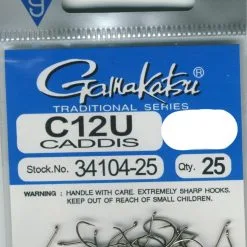 Gamakatsu®
TRADITIONAL SERIES
C12U
CADDIS
Stock.No. 34104-25 Qty. 25
WARNING : HANDLE WITH CARE. EXTREMELY SHARP HOOKS.
KEEP OUT OF REACH OF SMALL CHILDREN.